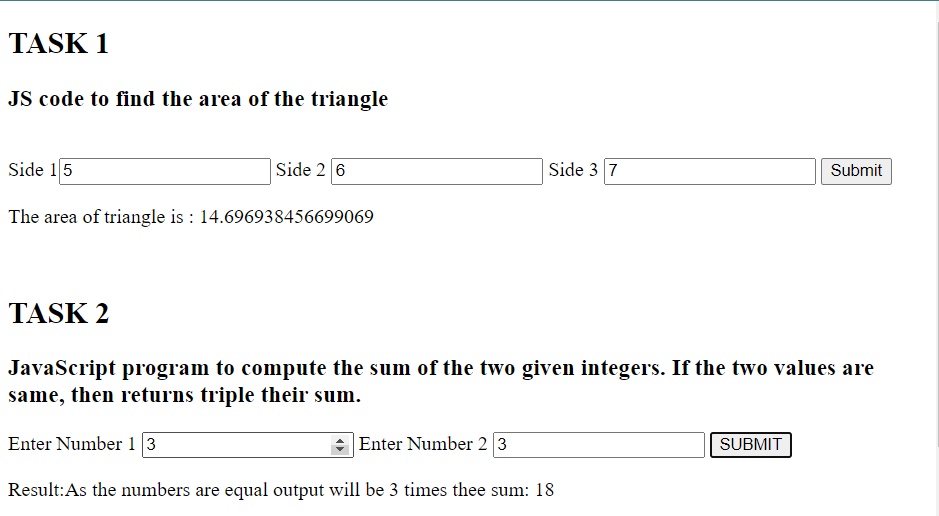 TASK 1
JS code to find the area of the triangle
Side 1 5 Side 2 6 Side 3 7 Submit
The area of triangle is : 14.696938456699069
TASK 2
JavaScript program to compute the sum of the two given integers. If the two values are
same, then returns triple their sum.
Enter Number 1 3 Enter Number 2 3 SUBMIT
Result:As the numbers are equal output will be 3 times thee sum: 18